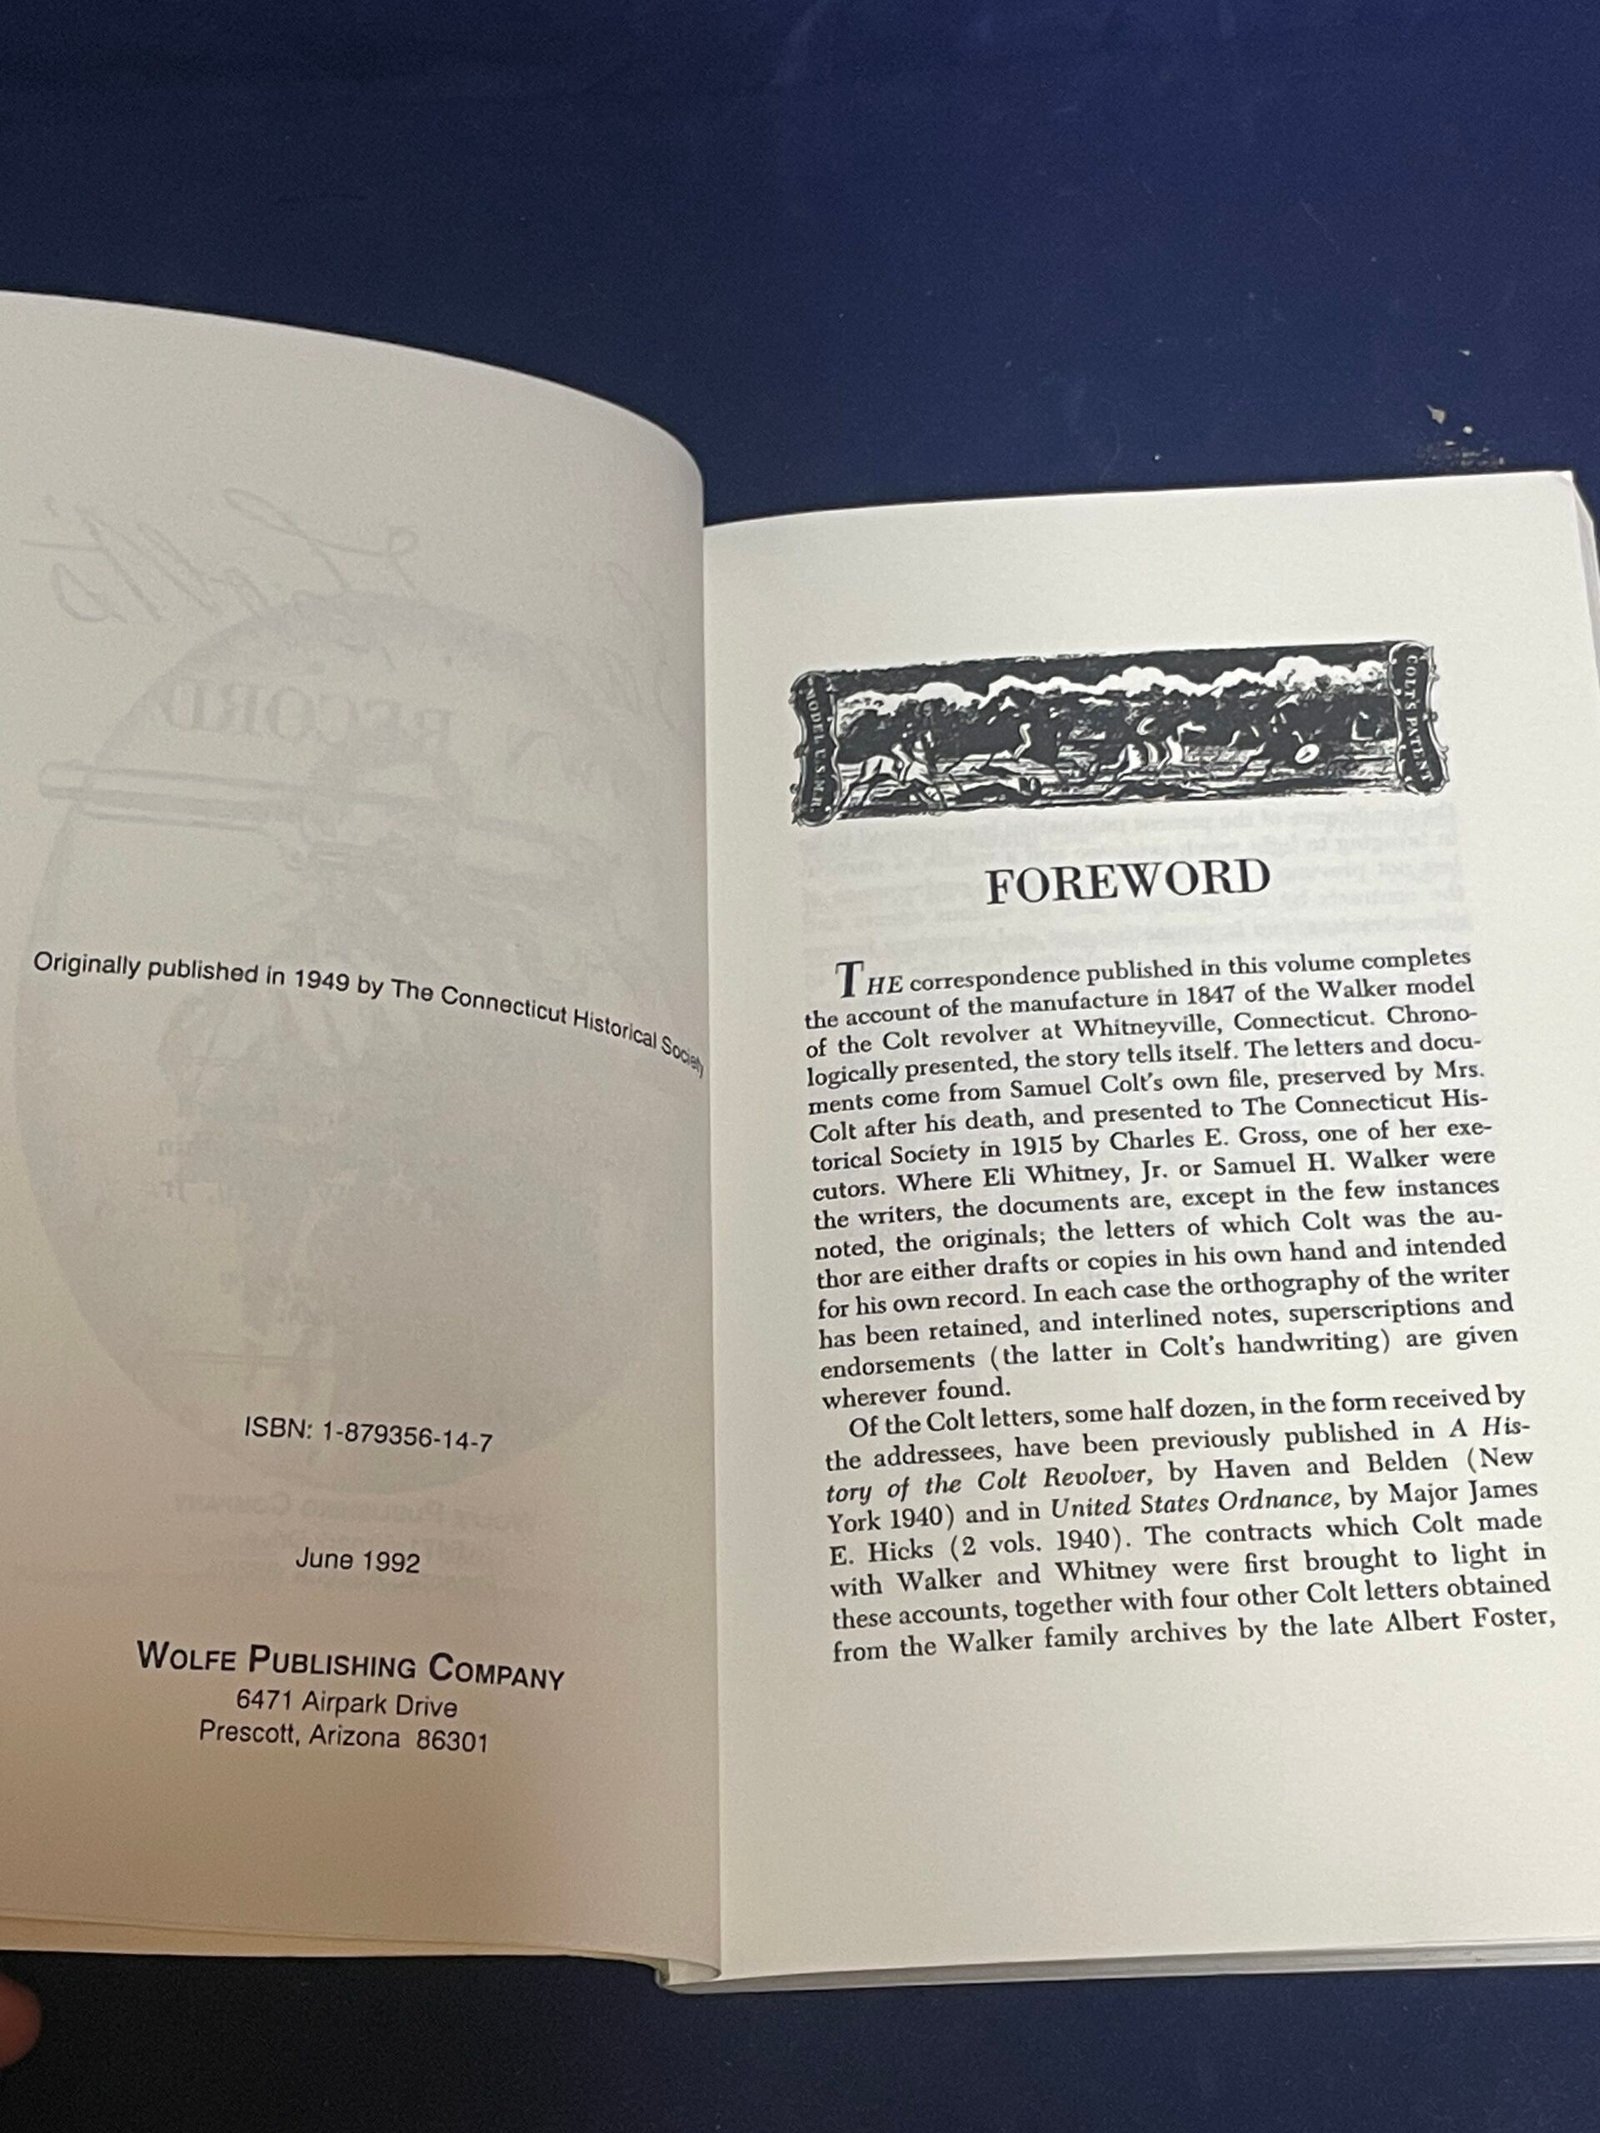 Originally published in 1949 by The Connecticut Historical Society
ISBN: 1-879356-14-7
June 1992
WOLFE PUBLISHING COMPANY
6471 Airpark Drive
Prescott, Arizona 86301
MODEL U.S.M.R.
COLT'S PATENT
FOREWORD
THE correspondence published in this volume completes
the account of the manufacture in 1847 of the Walker model
of the Colt revolver at Whitneyville, Connecticut. Chrono-
logically presented, the story tells itself. The letters and docu-
ments come from Samuel Colt's own file, preserved by Mrs.
Colt after his death, and presented to The Connecticut His-
torical Society in 1915 by Charles E. Gross, one of her exe-
cutors. Where Eli Whitney, Jr. or Samuel H. Walker were
the writers, the documents are, except in the few instances
noted, the originals; the letters of which Colt was the au-
thor are either drafts or copies in his own hand and intended
for his own record. In each case the orthography of the writer
has been retained, and interlined notes, superscriptions and
endorsements (the latter in Colt's handwriting) are given
wherever found.
Of the Colt letters, some half dozen, in the form received by
the addressees, have been previously published in A His-
tory of the Colt Revolver, by Haven and Belden (New
York 1940) and in United States Ordnance, by Major James
E. Hicks (2 vols. 1940). The contracts which Colt made
with Walker and Whitney were first brought to light in
these accounts, together with four other Colt letters obtained
from the Walker family archives by the late Albert Foster,